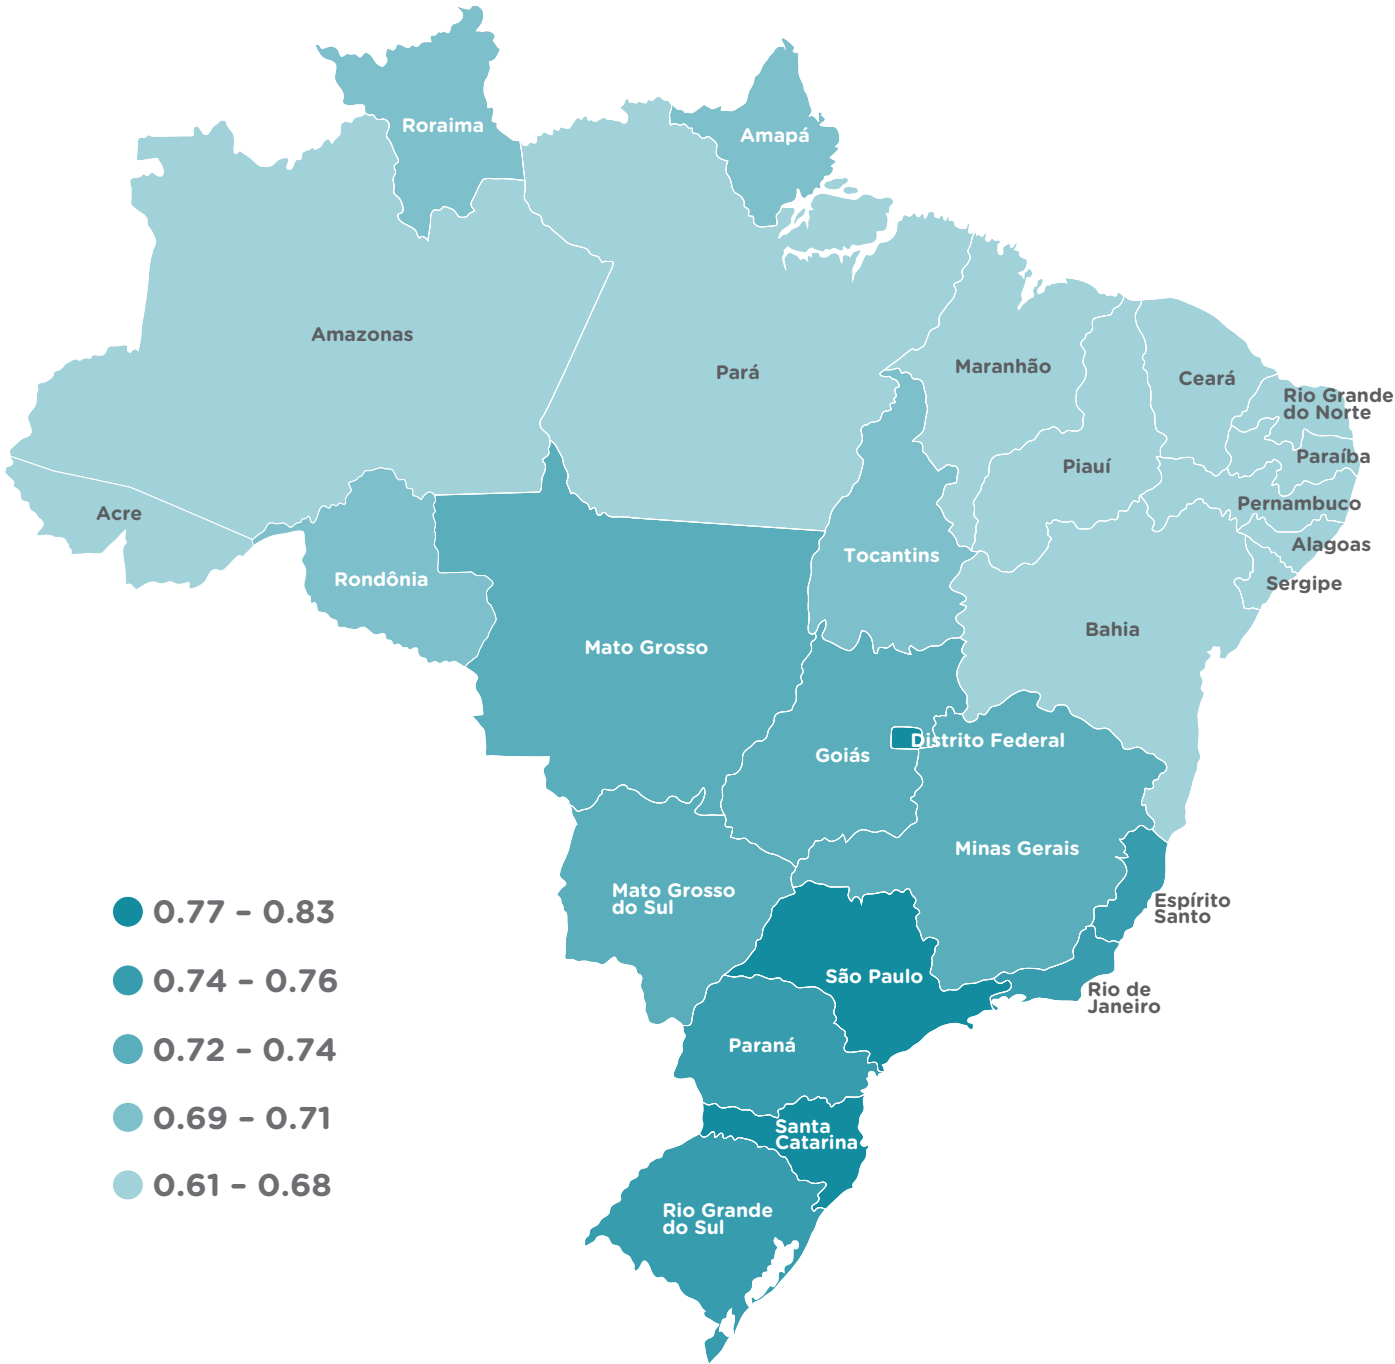 Roraima
Amapá
Amazonas
Pará
Maranhão
Ceará
Rio Grande
do Norte
Paraíba
Piauí
Pernambuco
Acre
Alagoas
Tocantins
Rondônia
Sergipe
Bahia
Mato Grosso
Distrito Federal
Goiás
Minas Gerais
Mato Grosso
do Sul
Espírito
Santo
São Paulo
Rio de
Janeiro
Paraná
Santa
Catarina
Rio Grande
do Sul
0.77 - 0.83
0.74 - 0.76
0.72 - 0.74
0.69 - 0.71
0.61 - 0.68